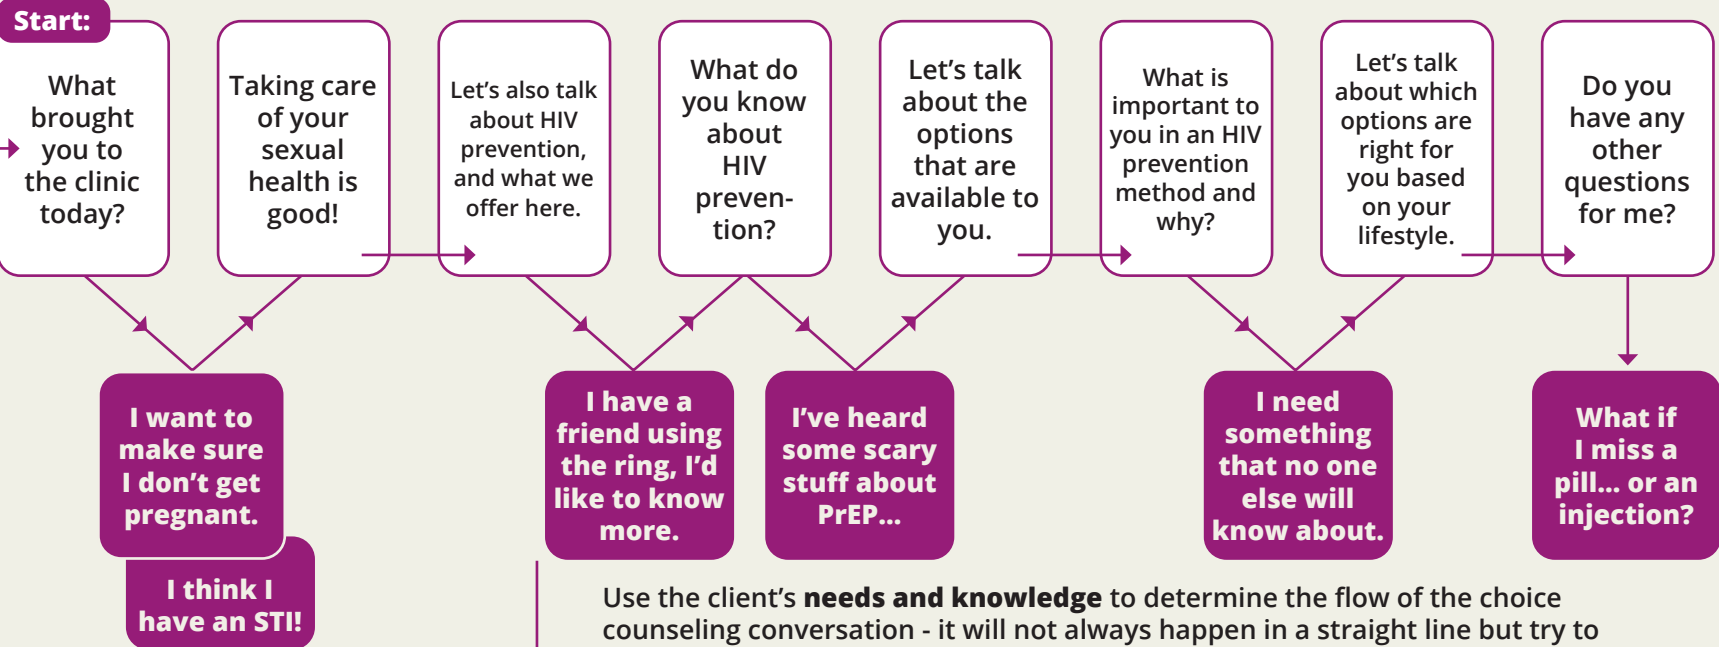 Start:
What
brought
you to
the clinic
today?
Taking care
of your
sexual
health is
good!
Let’s also talk
about HIV
prevention,
and what we
offer here.
What do
you know
about
HIV
preven-
tion?
Let’s talk
about the
options
that are
available to
you.
What is
important to
you in an HIV
prevention
method and
why?
Let’s talk
about which
options are
right for
you based
on your
lifestyle.
Do you
have any
other
questions
for me?
I want to
make sure
I don’t get
pregnant.
I think I
have an STI!
I have a
friend using
the ring, I’d
like to know
more.
I’ve heard
some scary
stuff about
PrEP...
I need
something
that no one
else will
know about.
What if
I miss a
pill... or an
injection?
Use the client’s needs and knowledge to determine the flow of the choice
counseling conversation - it will not always happen in a straight line but try to